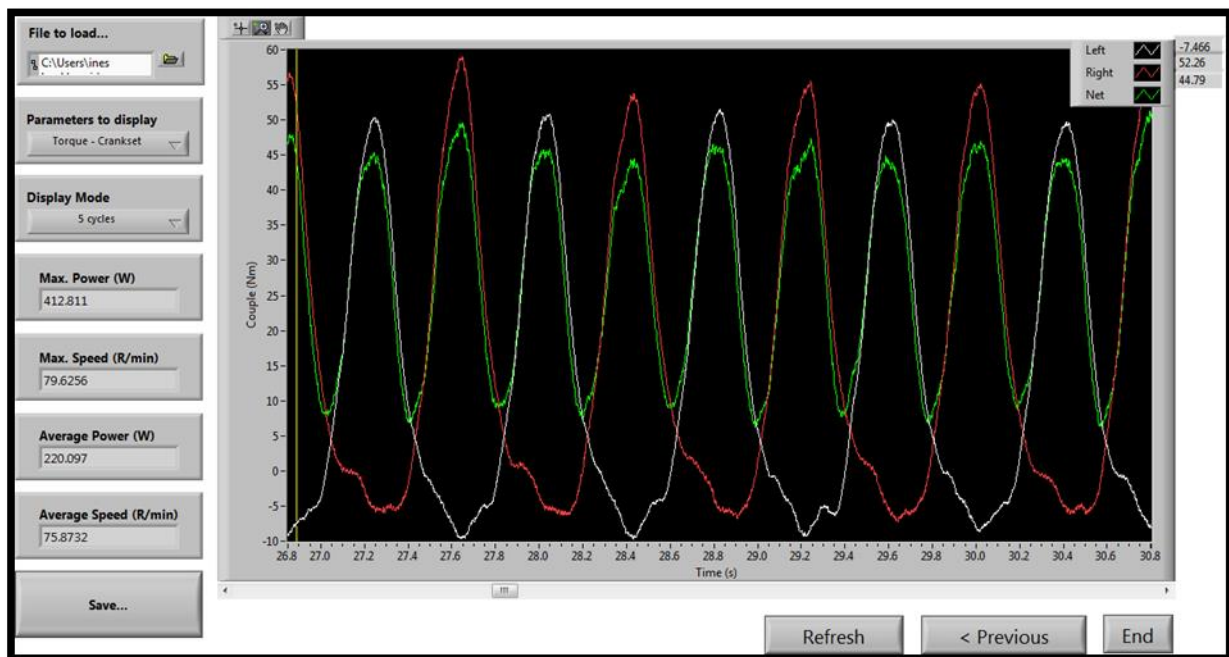 File to load...
C:\Users\ines
Parameters to display
Torque - Crankset
Display Mode
5 cycles
Max. Power (W)
412.811
Max. Speed (R/min)
79.6256
Average Power (W)
220.097
Average Speed (R/min)
75.8732
Save...
Left
Right
Net
-7.466
52.26
44.79
Couple (Nm)
60
55
50
45
40
35
30
25
20
15
10
5
0
-5
-10
26.8 27.0 27.2 27.4 27.6 27.8 28.0 28.2 28.4 28.6 28.8 29.0 29.2 29.4 29.6 29.8 30.0 30.2 30.4 30.6 30.8
Time (s)
Refresh
< Previous
End